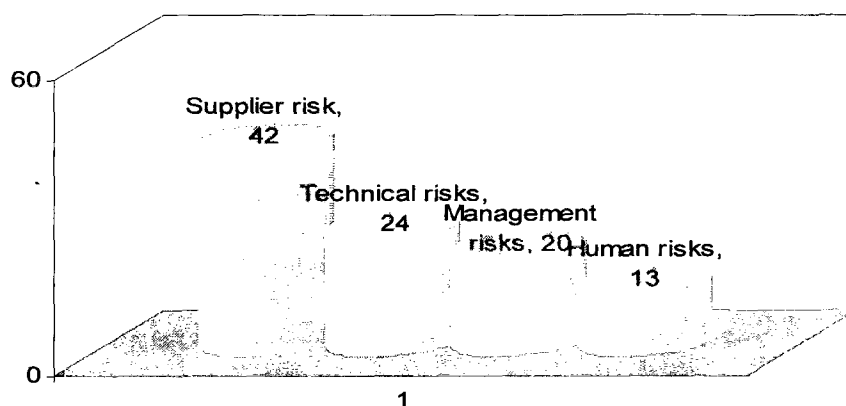 60
Supplier risk,
42
Technical risks,
24
Management
risks, 20
Human risks,
13
0
1